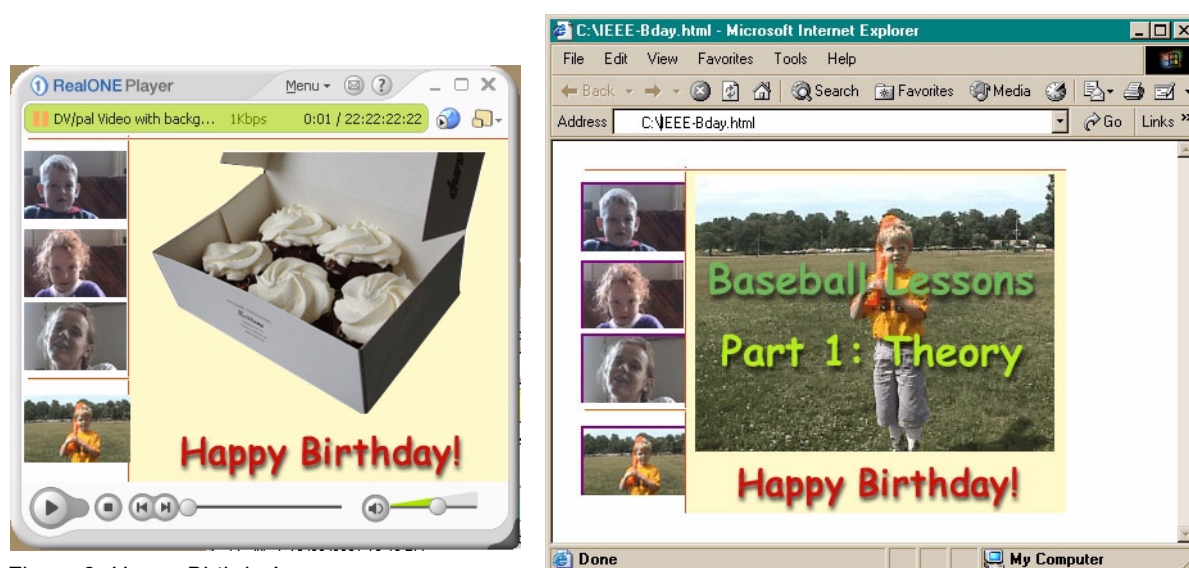 RealONE Player
Menu
?
DV/pal Video with backg... 1Kbps 0:01 / 22:22:22:22
Happy Birthday!
C:\IEEE-Bday.html - Microsoft Internet Explorer
File Edit View Favorites Tools Help
Back Search Favorites Media
Address C:\IEEE-Bday.html Go Links »
Baseball Lessons
Part 1: Theory
Happy Birthday!
Done My Computer